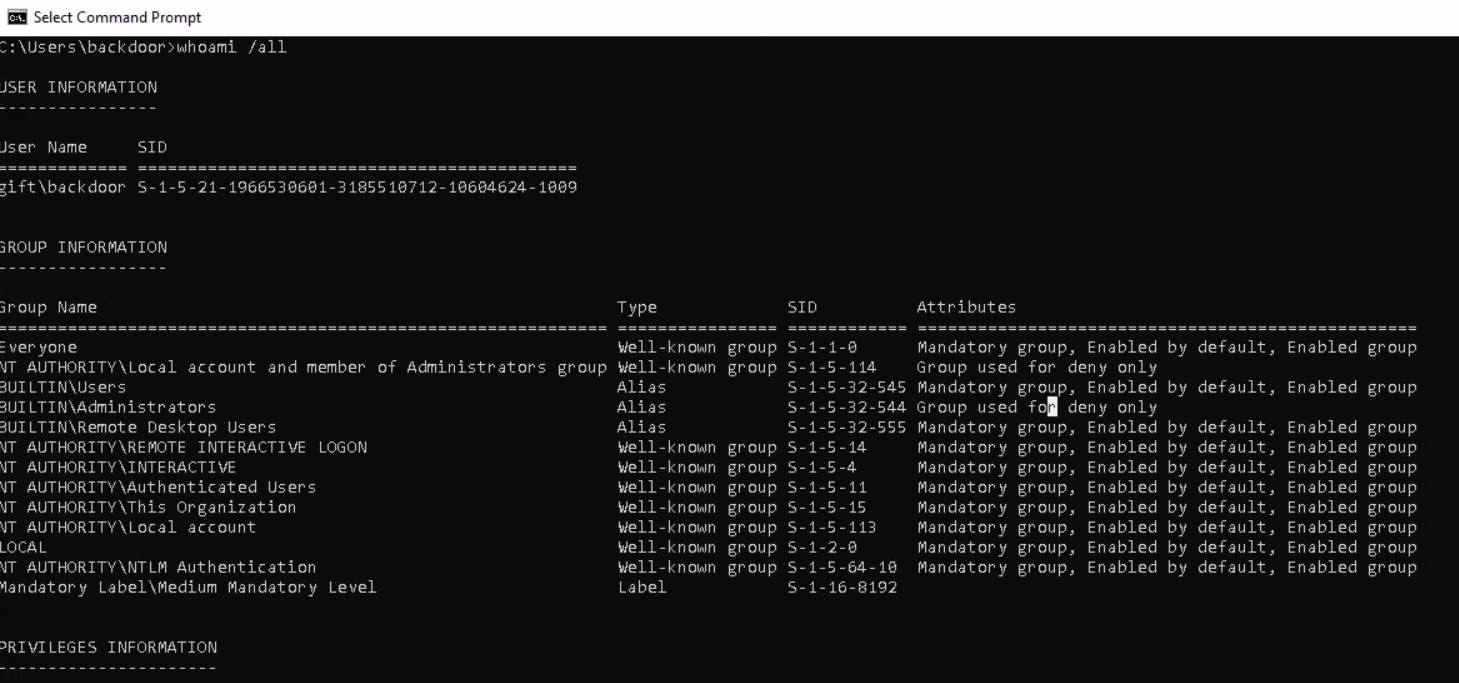 Select Command Prompt
C:\Users\backdoor>whoami /all
USER INFORMATION
----------------
User Name     SID
============= ============================================
gift\backdoor S-1-5-21-1966530601-3185510712-10604624-1009
GROUP INFORMATION
-----------------
Group Name                                                    Type             SID          Attributes
============================================================= ================ ============ ==================================================
Everyone                                                      Well-known group S-1-1-0      Mandatory group, Enabled by default, Enabled group
NT AUTHORITY\Local account and member of Administrators group Well-known group S-1-5-114    Group used for deny only
BUILTIN\Users                                                 Alias            S-1-5-32-545 Mandatory group, Enabled by default, Enabled group
BUILTIN\Administrators                                        Alias            S-1-5-32-544 Group used for deny only
BUILTIN\Remote Desktop Users                                  Alias            S-1-5-32-555 Mandatory group, Enabled by default, Enabled group
NT AUTHORITY\REMOTE INTERACTIVE LOGON                         Well-known group S-1-5-14     Mandatory group, Enabled by default, Enabled group
NT AUTHORITY\INTERACTIVE                                      Well-known group S-1-5-4      Mandatory group, Enabled by default, Enabled group
NT AUTHORITY\Authenticated Users                              Well-known group S-1-5-11     Mandatory group, Enabled by default, Enabled group
NT AUTHORITY\This Organization                                Well-known group S-1-5-15     Mandatory group, Enabled by default, Enabled group
NT AUTHORITY\Local account                                    Well-known group S-1-5-113    Mandatory group, Enabled by default, Enabled group
LOCAL                                                         Well-known group S-1-2-0      Mandatory group, Enabled by default, Enabled group
NT AUTHORITY\NTLM Authentication                              Well-known group S-1-5-64-10  Mandatory group, Enabled by default, Enabled group
Mandatory Label\Medium Mandatory Level                        Label            S-1-16-8192
PRIVILEGES INFORMATION
----------------------